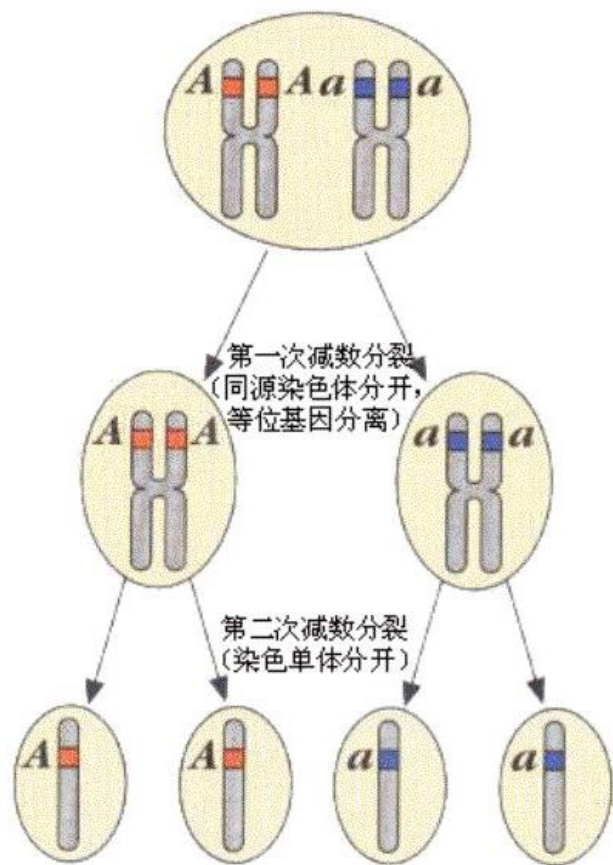 A A a a
第一次减数分裂
（同源染色体分开，
等位基因分离）
A A a a
第二次减数分裂
（染色单体分开）
A A a a